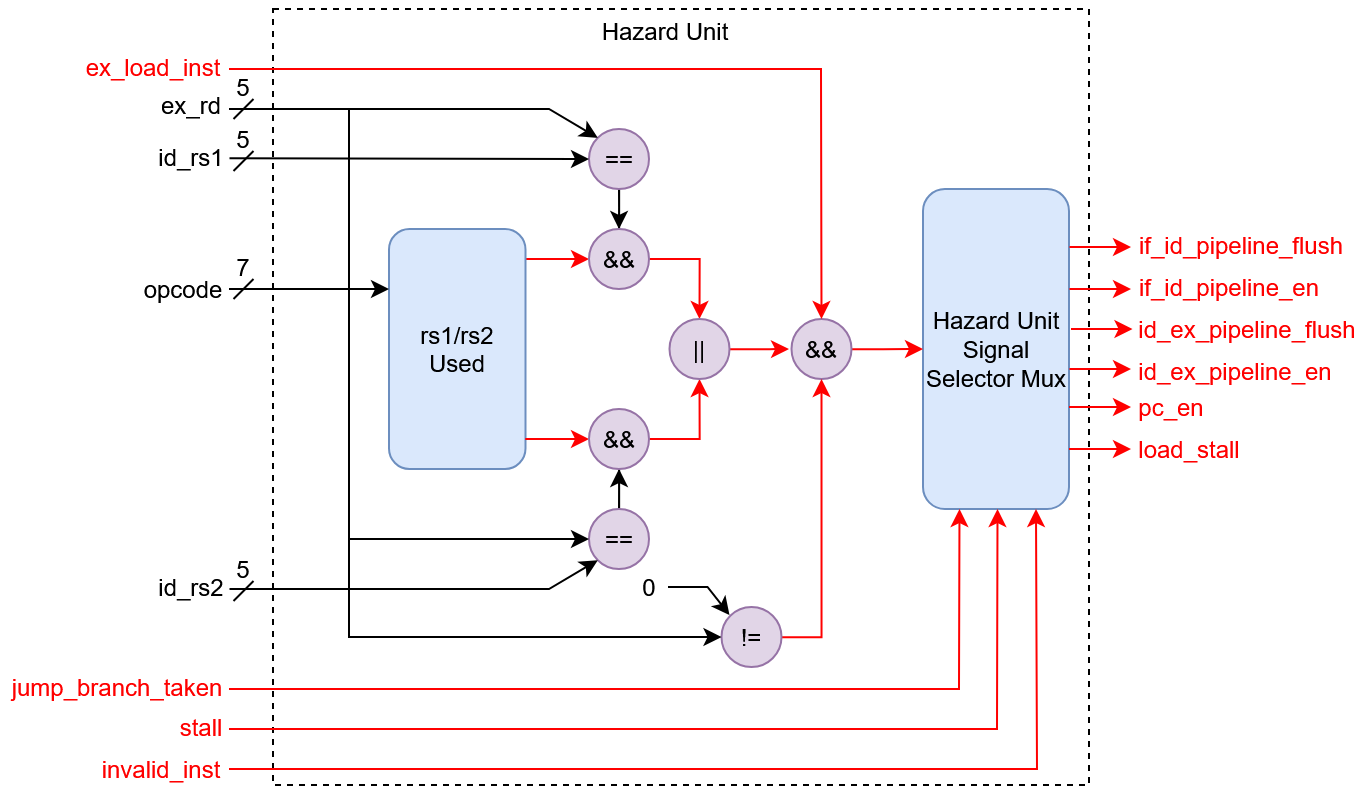 Hazard Unit
ex_load_inst
5
ex_rd
5
id_rs1
==
&&
7
opcode
rs1/rs2
Used
||
&&
Hazard Unit
Signal
Selector Mux
if_id_pipeline_flush
if_id_pipeline_en
id_ex_pipeline_flush
id_ex_pipeline_en
pc_en
load_stall
&&
==
5
id_rs2
0
!=
jump_branch_taken
stall
invalid_inst